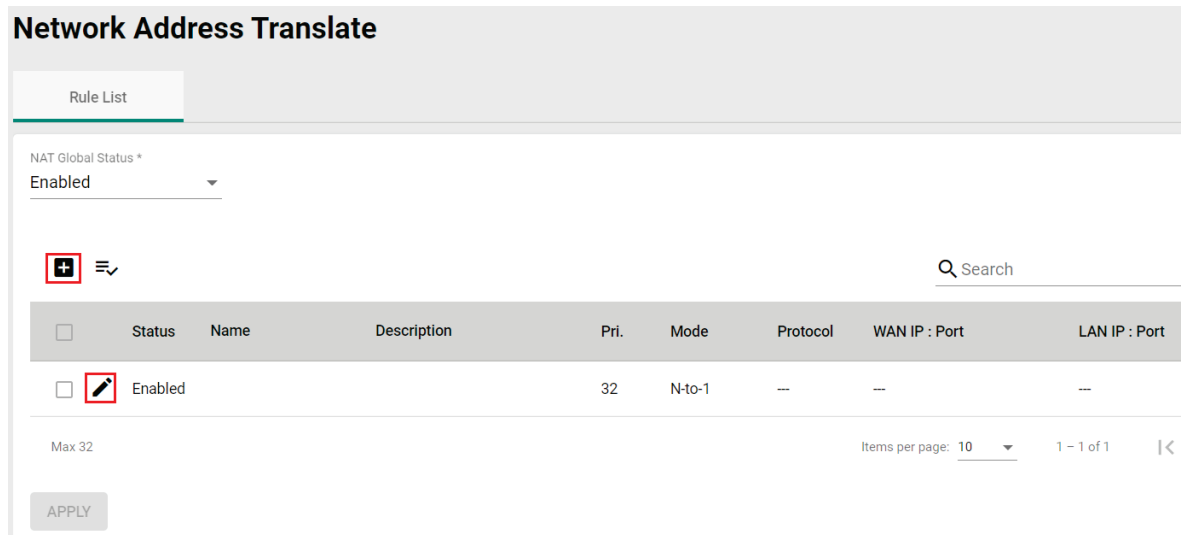 Network Address Translate
Rule List
NAT Global Status *
Enabled
Search
Status Name Description Pri. Mode Protocol WAN IP : Port LAN IP : Port
Enabled 32 N-to-1 --- --- ---
Max 32 Items per page: 10 1 – 1 of 1
APPLY